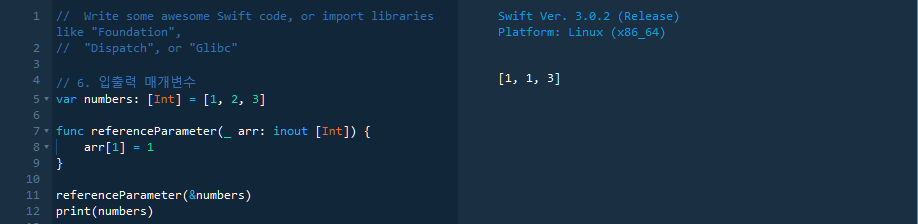 1 // Write some awesome Swift code, or import libraries
like "Foundation",
2 // "Dispatch", or "Glibc"
3
4 // 6. 입출력 매개변수
5 var numbers: [Int] = [1, 2, 3]
6
7 func referenceParameter(_ arr: inout [Int]) {
8 arr[1] = 1
9 }
10
11 referenceParameter(&numbers)
12 print(numbers)
Swift Ver. 3.0.2 (Release)
Platform: Linux (x86_64)
[1, 1, 3]